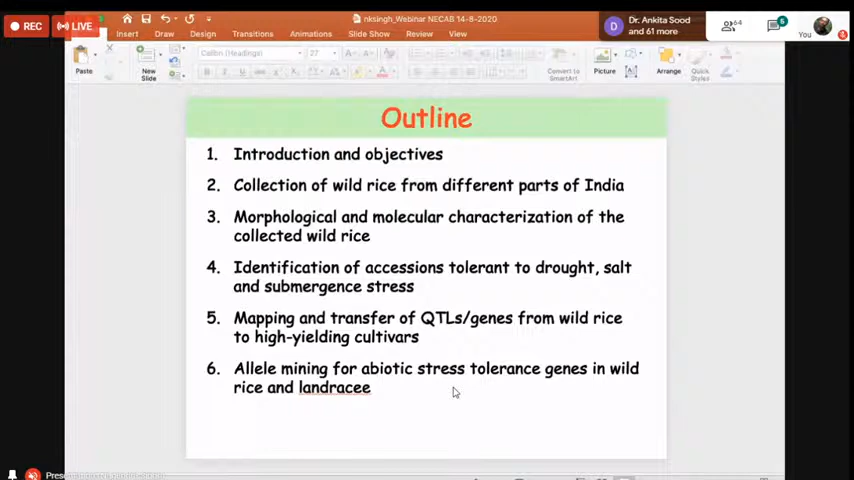 REC
LIVE
nksingh_Webinar NECAB 14-8-2020
Dr. Ankita Sood
and 61 more
D
64
6
You
Insert Draw Design Transitions Animations Slide Show Review View
Calibri (Headings) 27
Paste
New
Slide
Convert to
SmartArt
Picture
Arrange
Quick
Styles
Outline
1. Introduction and objectives
2. Collection of wild rice from different parts of India
3. Morphological and molecular characterization of the
collected wild rice
4. Identification of accessions tolerant to drought, salt
and submergence stress
5. Mapping and transfer of QTLs/genes from wild rice
to high-yielding cultivars
6. Allele mining for abiotic stress tolerance genes in wild
rice and landracee